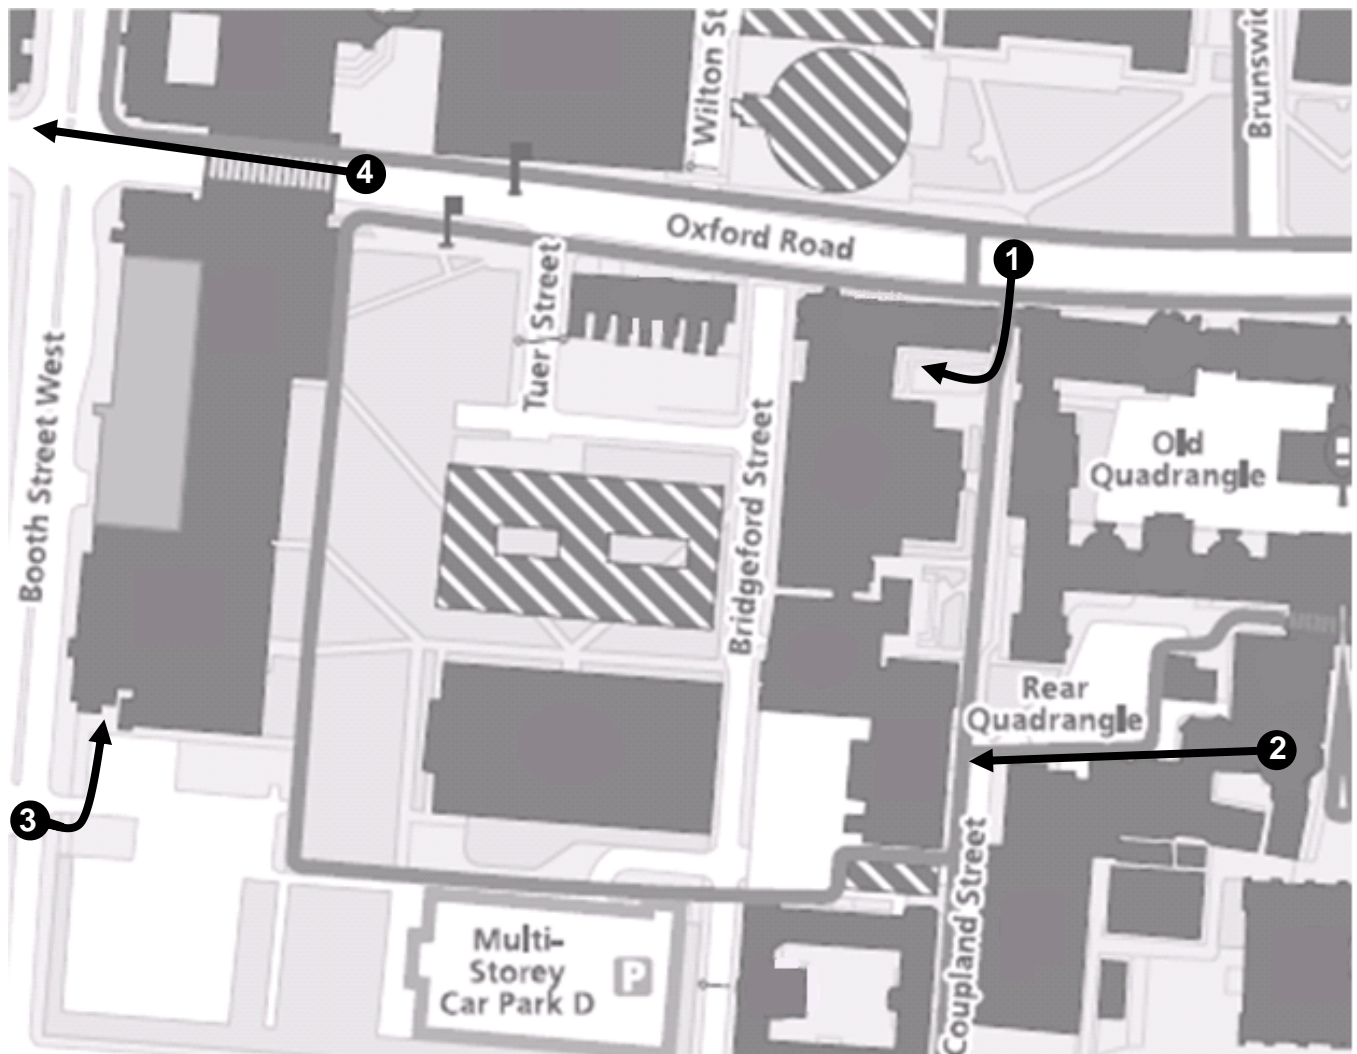 Wilton St
Brunswic
4
Oxford Road
1
Tuer Street
Booth Street West
Bridgeford Street
Old
Quadrangle
Rear
Quadrangle
2
3
Coupland Street
Multi-
Storey
Car Park D
P